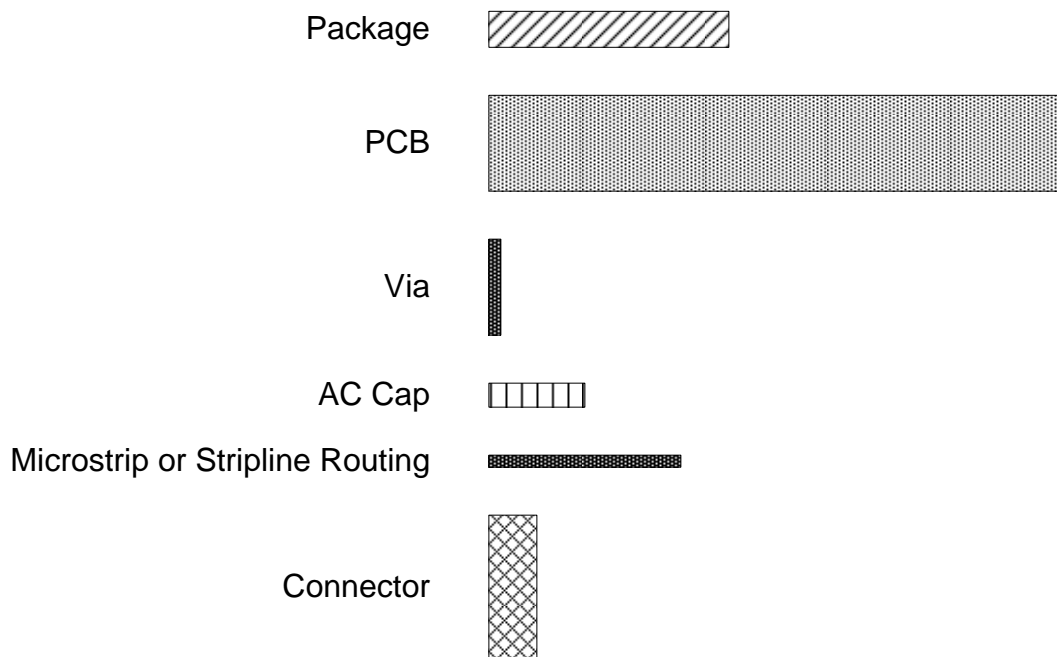 Package
PCB
Via
AC Cap
Microstrip or Stripline Routing
Connector